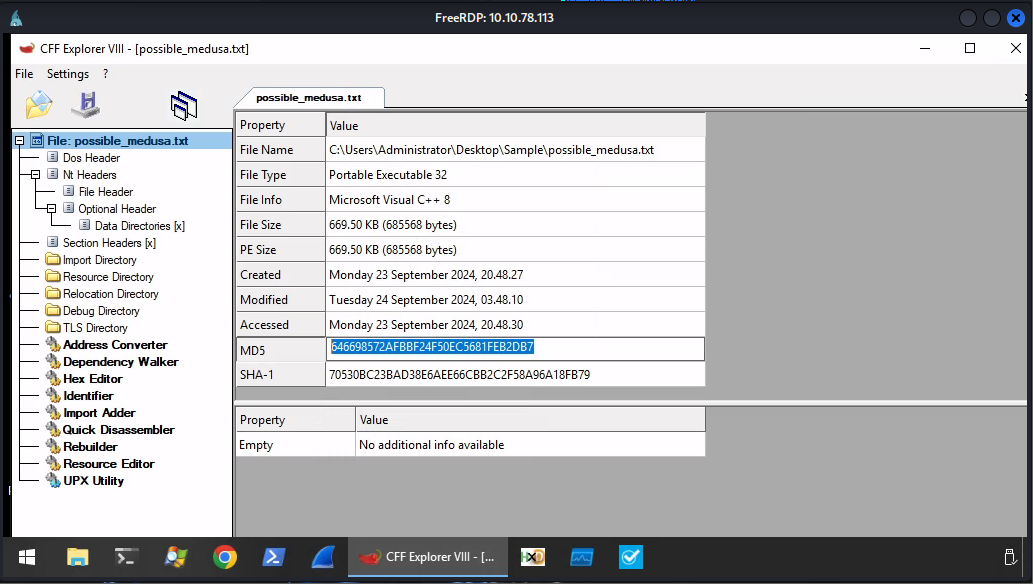 FreeRDP: 10.10.78.113
CFF Explorer VIII - [possible_medusa.txt]
File Settings ?
possible_medusa.txt
File: possible_medusa.txt
Dos Header
Nt Headers
File Header
Optional Header
Data Directories [x]
Section Headers [x]
Import Directory
Resource Directory
Relocation Directory
Debug Directory
TLS Directory
Address Converter
Dependency Walker
Hex Editor
Identifier
Import Adder
Quick Disassembler
Rebuilder
Resource Editor
UPX Utility
Property Value
File Name C:\Users\Administrator\Desktop\Sample\possible_medusa.txt
File Type Portable Executable 32
File Info Microsoft Visual C++ 8
File Size 669.50 KB (685568 bytes)
PE Size 669.50 KB (685568 bytes)
Created Monday 23 September 2024, 20.48.27
Modified Tuesday 24 September 2024, 03.48.10
Accessed Monday 23 September 2024, 20.48.30
MD5 646698572AFBBF24F50EC5681FEB2DB7
SHA-1 70530BC23BAD38E6AEE66CBB2C2F58A96A18FB79
Property Value
Empty No additional info available
CFF Explorer VIII - [...